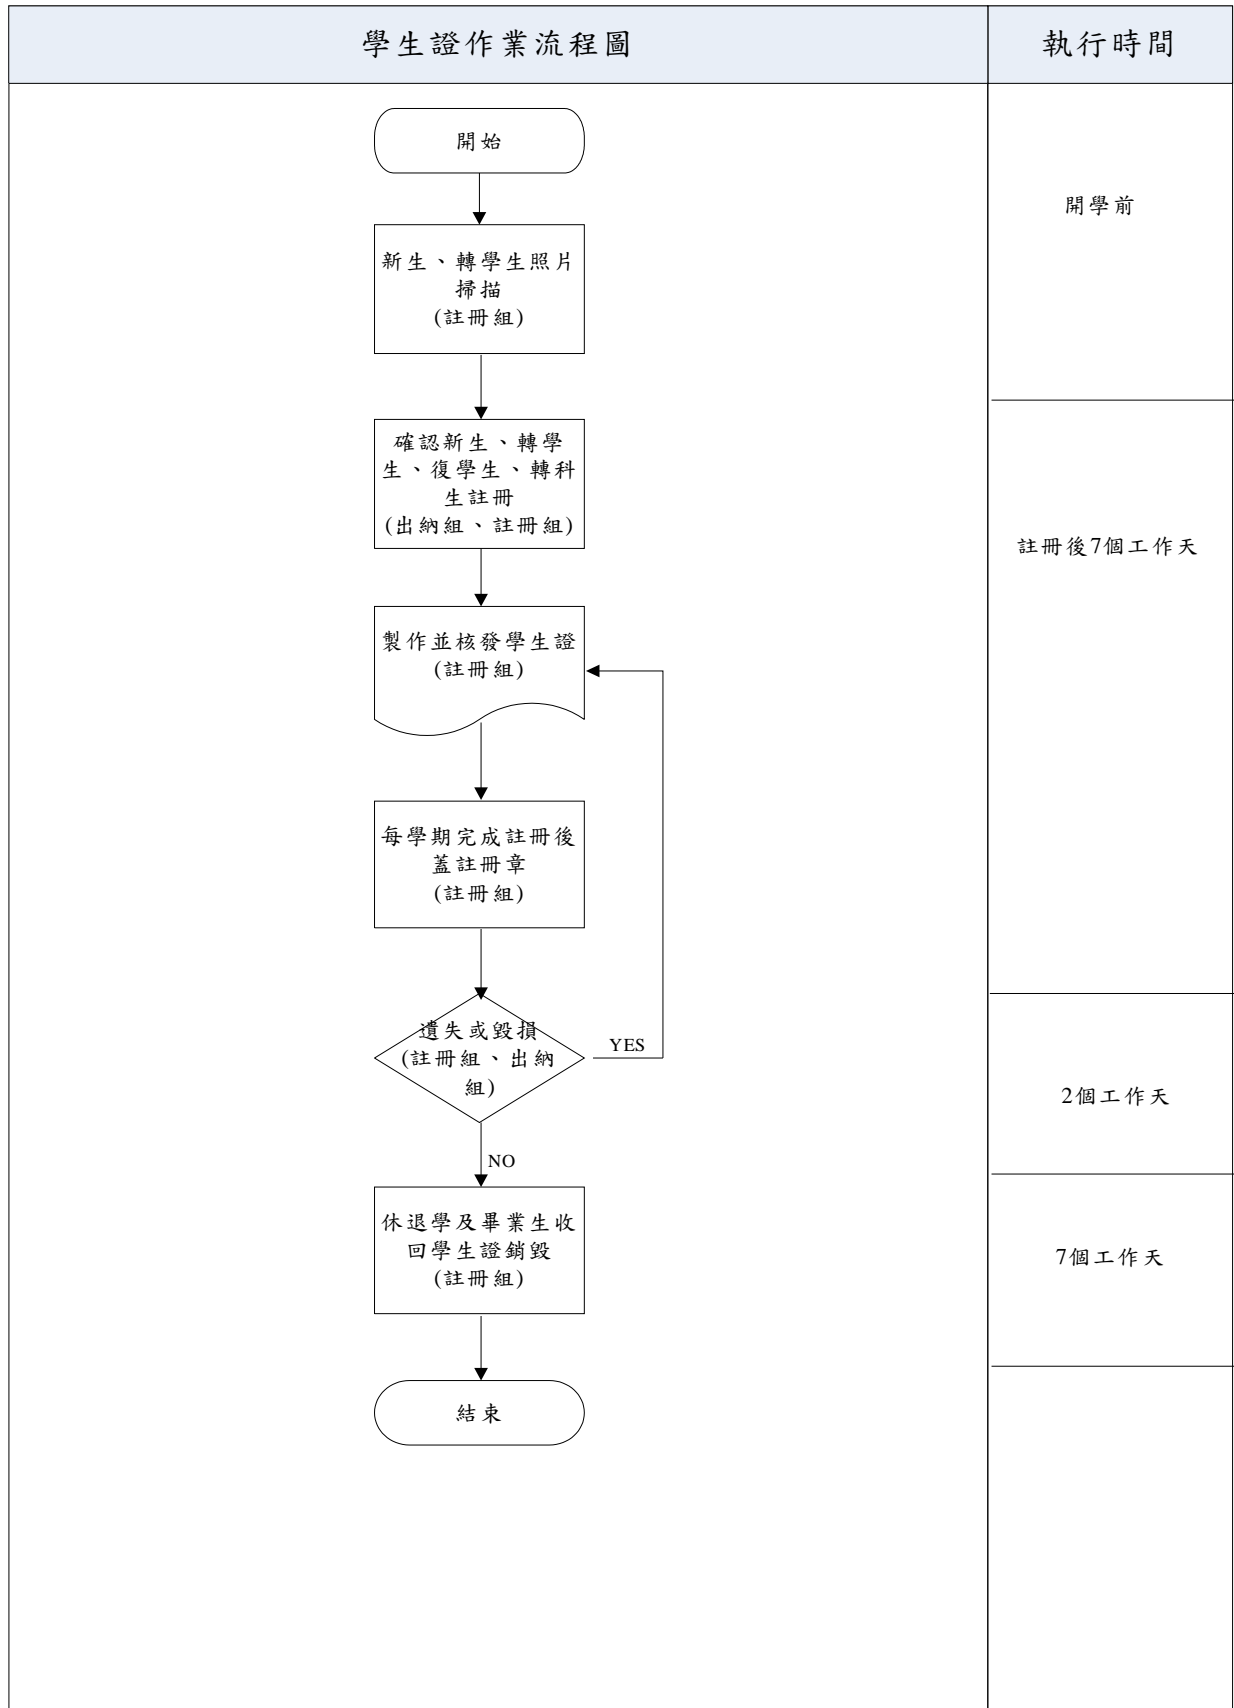 學生證作業流程圖
執行時間
開始
開學前
新生、轉學生照片
掃描
(註冊組)
確認新生、轉學
生、復學生、轉科
生註冊
(出納組、註冊組)
註冊後7個工作天
製作並核發學生證
(註冊組)
每學期完成註冊後
蓋註冊章
(註冊組)
遺失或毀損
(註冊組、出納
組)
YES
2個工作天
NO
休退學及畢業生收
回學生證銷毀
(註冊組)
7個工作天
結束